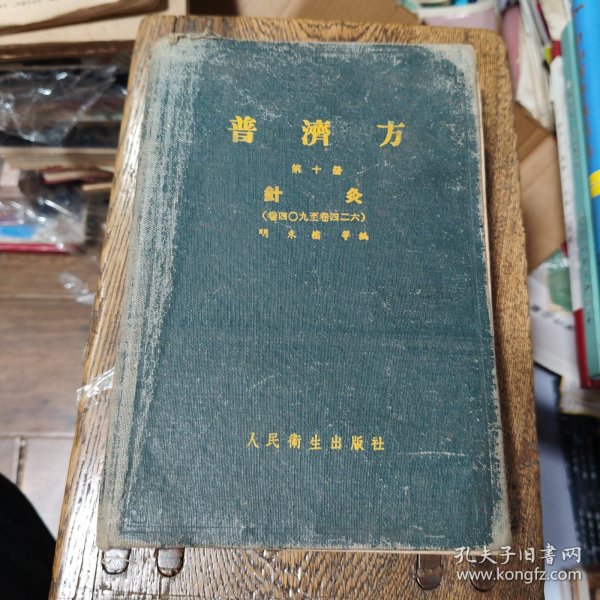 普濟方
第十册
針灸
(卷四〇九至卷四二六)
明 朱橚 等編
人民衛生出版社
孔夫子旧書网
www.kongfz.com